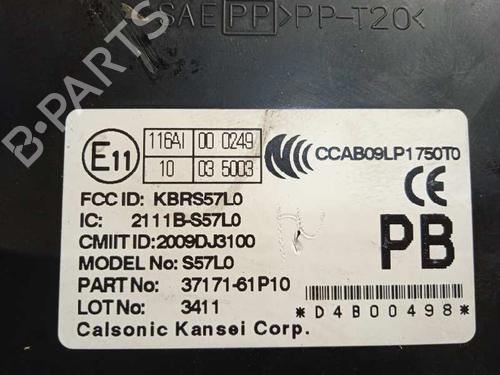 SAE PP >PP-T20<
E11
116AI 00 0249
10 03 5003
CCAB09LP1750T0
CE
FCC ID: KBRS57L0
IC: 2111B-S57L0
CMIIT ID: 2009DJ3100
MODEL No: S57L0
PART No: 37171-61P10
LOT No: 3411
Calsonic Kansei Corp.
PB
*D4B00498*